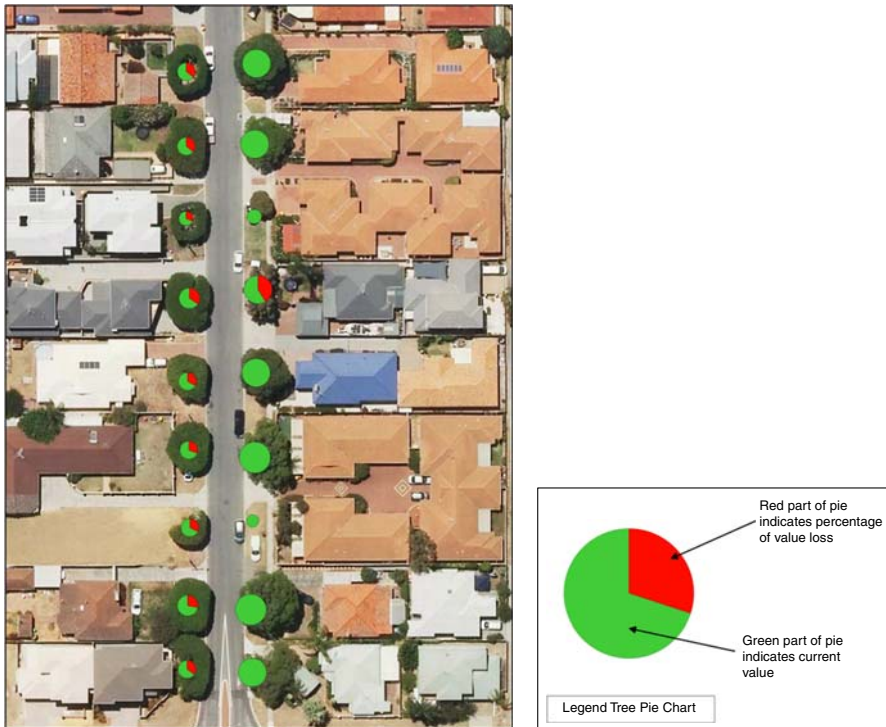 Red part of pie
indicates percentage
of value loss
Green part of pie
indicates current
value
Legend Tree Pie Chart